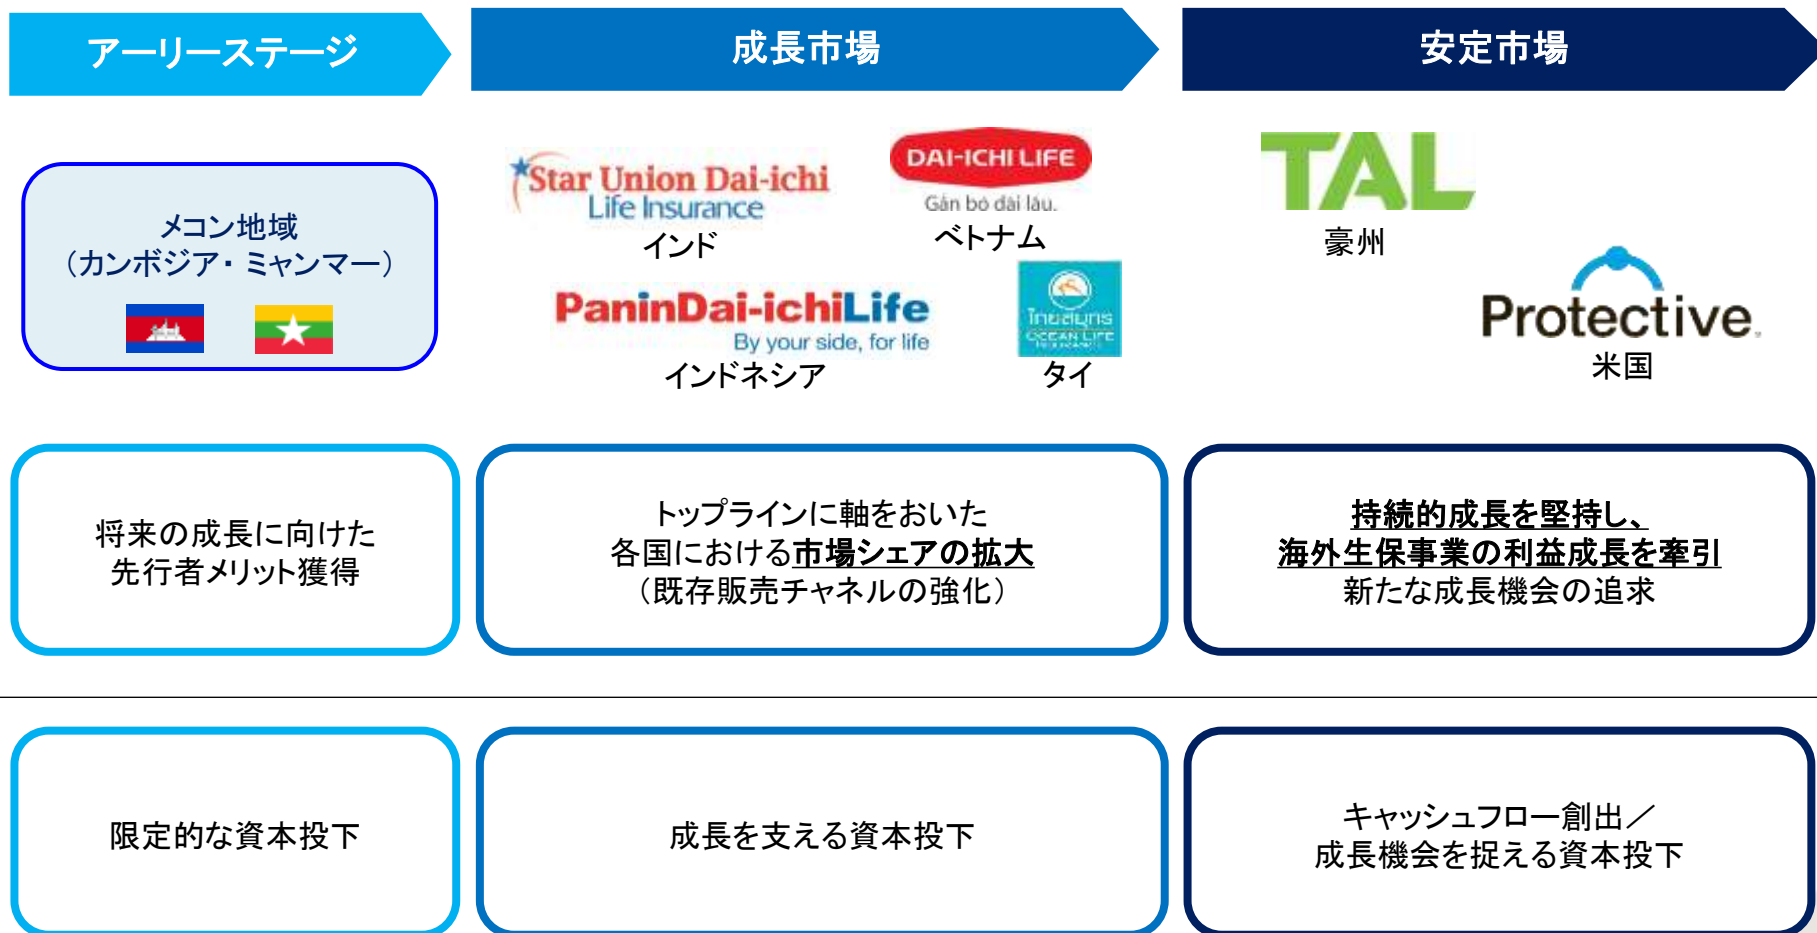 アーリーステージ
成長市場
安定市場
メコン地域
（カンボジア・ミャンマー）
Star Union Dai-ichi
Life Insurance
インド
DAI-ICHI LIFE
Gắn bó dài lâu.
ベトナム
PaninDai-ichiLife
By your side, for life
インドネシア
ไทยสมุทร
OCEAN LIFE
タイ
TAL
豪州
Protective
米国
将来の成長に向けた
先行者メリット獲得
トップラインに軸をおいた
各国における市場シェアの拡大
（既存販売チャネルの強化）
持続的成長を堅持し、
海外生保事業の利益成長を牽引
新たな成長機会の追求
限定的な資本投下
成長を支える資本投下
キャッシュフロー創出／
成長機会を捉える資本投下